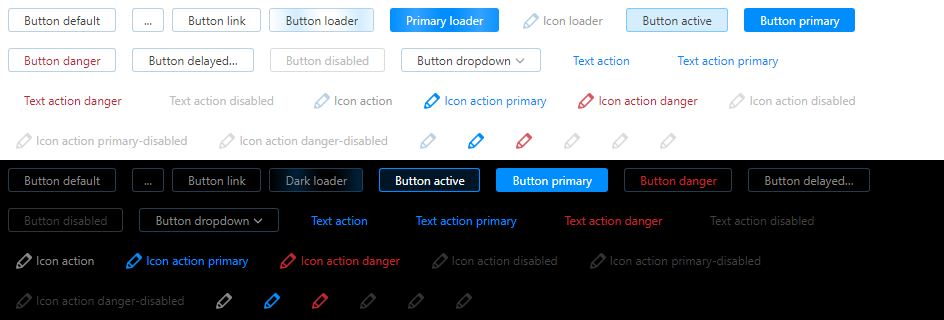 Button default ... Button link Button loader Primary loader Icon loader Button active Button primary
Button danger Button delayed... Button disabled Button dropdown Text action Text action primary
Text action danger Text action disabled Icon action Icon action primary Icon action danger Icon action disabled
Icon action primary-disabled Icon action danger-disabled
Button default ... Button link Dark loader Button active Button primary Button danger Button delayed...
Button disabled Button dropdown Text action Text action primary Text action danger Text action disabled
Icon action Icon action primary Icon action danger Icon action disabled Icon action primary-disabled
Icon action danger-disabled